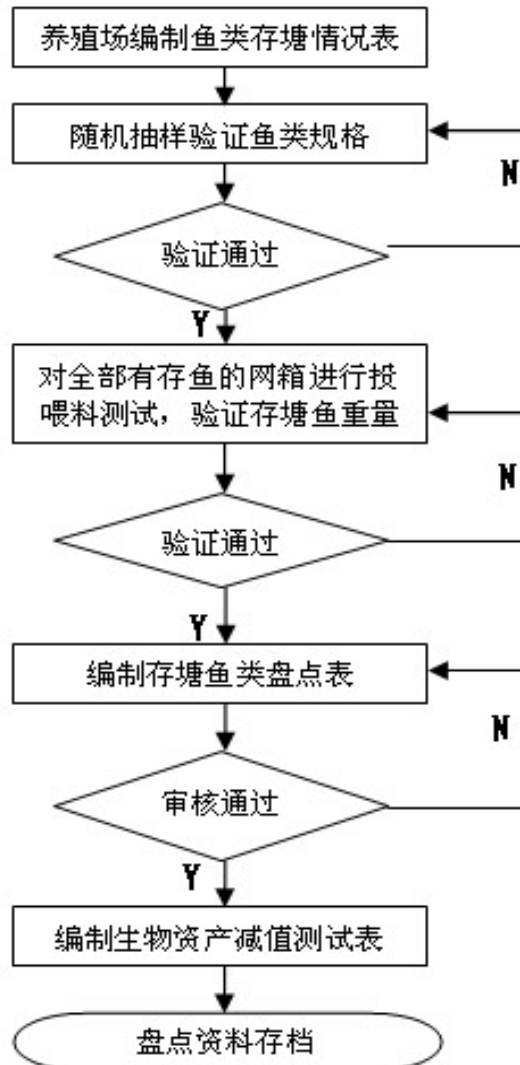 养殖场编制鱼类存塘情况表
随机抽样验证鱼类规格
N
验证通过
Y
对全部有存鱼的网箱进行投
喂料测试，验证存塘鱼重量
N
验证通过
Y
编制存塘鱼类盘点表
N
审核通过
Y
编制生物资产减值测试表
盘点资料存档